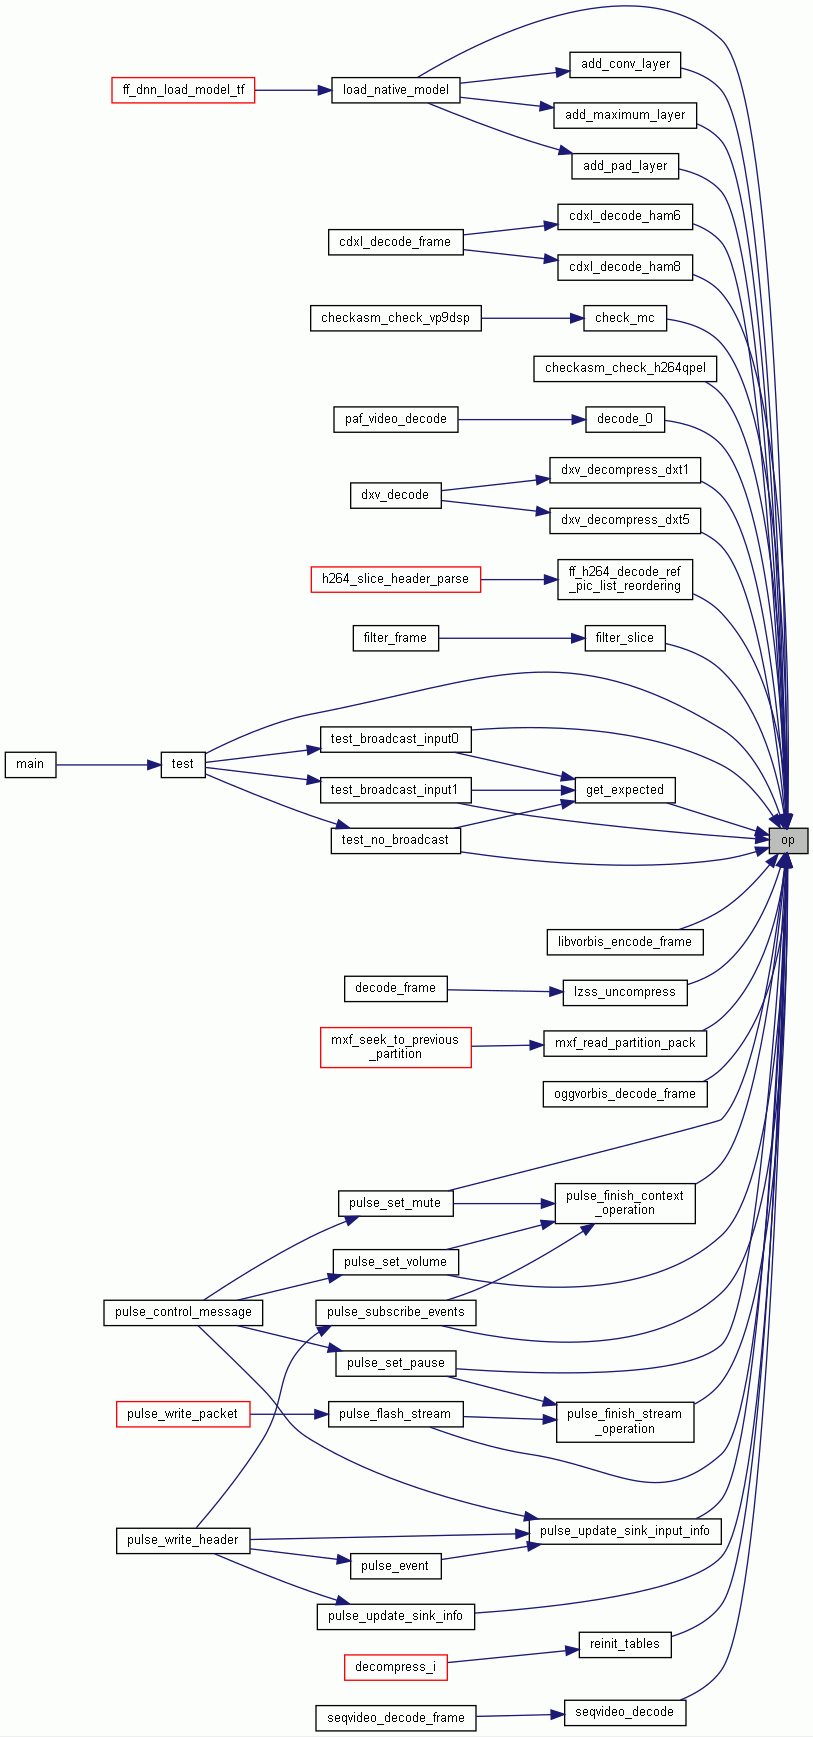 add_conv_layer
ff_dnn_load_model_tf
load_native_model
add_maximum_layer
add_pad_layer
cdxl_decode_ham6
cdxl_decode_frame
cdxl_decode_ham8
checkasm_check_vp9dsp
check_mc
checkasm_check_h264qpel
paf_video_decode
decode_0
dxv_decompress_dxt1
dxv_decode
dxv_decompress_dxt5
h264_slice_header_parse
ff_h264_decode_ref
_pic_list_reordering
filter_frame
filter_slice
test_broadcast_input0
main
test
test_broadcast_input1
get_expected
test_no_broadcast
op
libvorbis_encode_frame
decode_frame
lzss_uncompress
mxf_seek_to_previous
_partition
mxf_read_partition_pack
oggvorbis_decode_frame
pulse_set_mute
pulse_finish_context
_operation
pulse_set_volume
pulse_control_message
pulse_subscribe_events
pulse_set_pause
pulse_write_packet
pulse_flash_stream
pulse_finish_stream
_operation
pulse_update_sink_input_info
pulse_write_header
pulse_event
pulse_update_sink_info
reinit_tables
decompress_i
seqvideo_decode_frame
seqvideo_decode